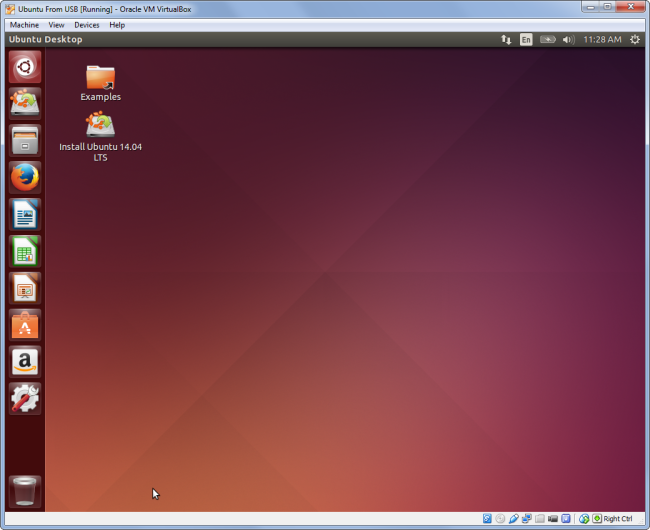 Ubuntu From USB [Running] - Oracle VM VirtualBox
Machine View Devices Help
Ubuntu Desktop En 11:28 AM
Examples
Install Ubuntu 14.04
LTS
Right Ctrl